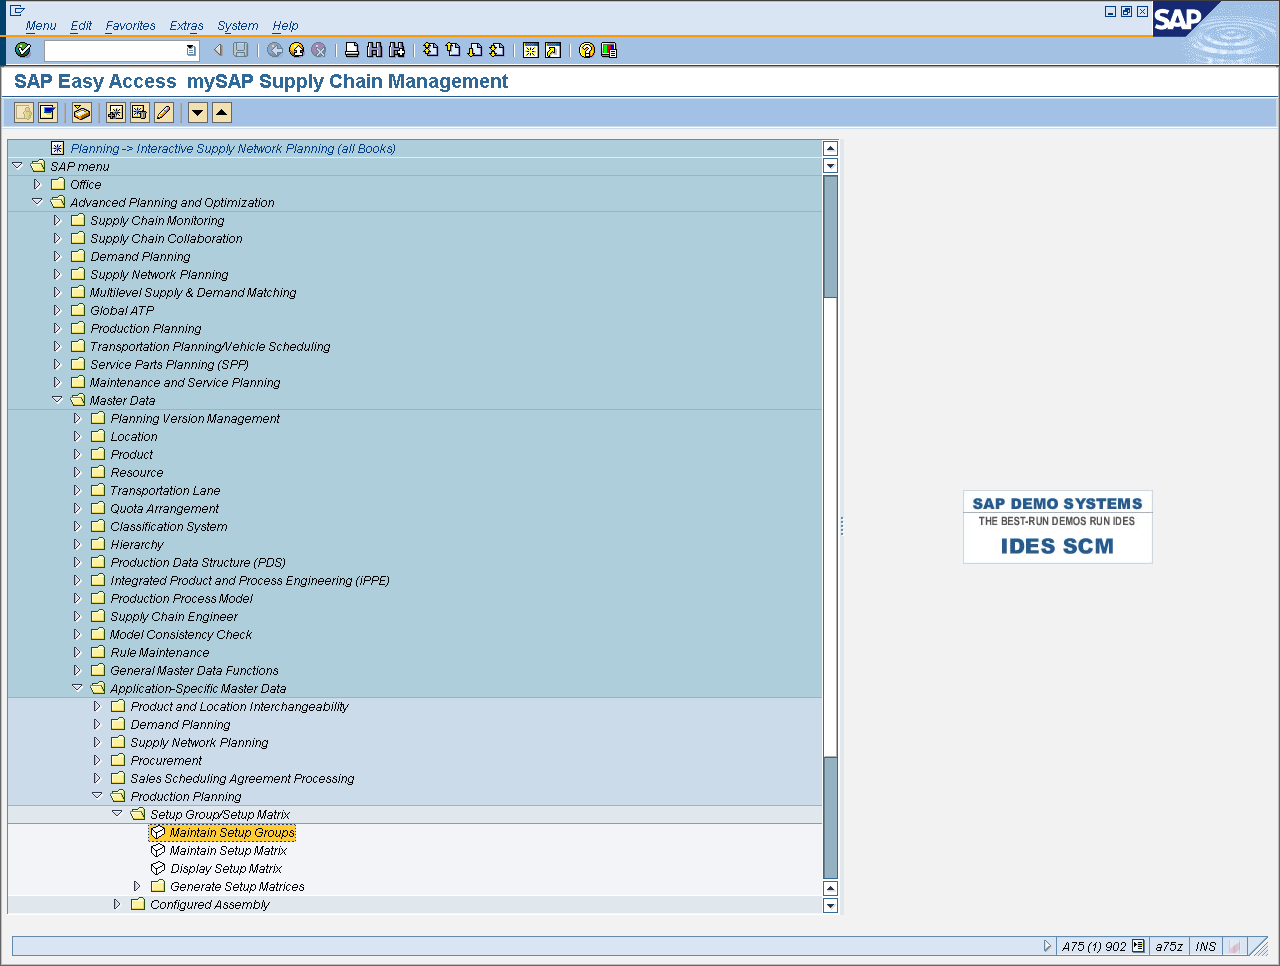 Menu Edit Favorites Extras System Help
SAP
SAP Easy Access mySAP Supply Chain Management
Planning -> Interactive Supply Network Planning (all Books)
SAP menu
Office
Advanced Planning and Optimization
Supply Chain Monitoring
Supply Chain Collaboration
Demand Planning
Supply Network Planning
Multilevel Supply & Demand Matching
Global ATP
Production Planning
Transportation Planning/Vehicle Scheduling
Service Parts Planning (SPP)
Maintenance and Service Planning
Master Data
Planning Version Management
Location
Product
Resource
Transportation Lane
Quota Arrangement
Classification System
Hierarchy
Production Data Structure (PDS)
Integrated Product and Process Engineering (iPPE)
Production Process Model
Supply Chain Engineer
Model Consistency Check
Rule Maintenance
General Master Data Functions
Application-Specific Master Data
Product and Location Interchangeability
Demand Planning
Supply Network Planning
Procurement
Sales Scheduling Agreement Processing
Production Planning
Setup Group/Setup Matrix
Maintain Setup Groups
Maintain Setup Matrix
Display Setup Matrix
Generate Setup Matrices
Configured Assembly
SAP DEMO SYSTEMS
THE BEST-RUN DEMOS RUN IDES
IDES SCM
A75 (1) 902 a75z INS